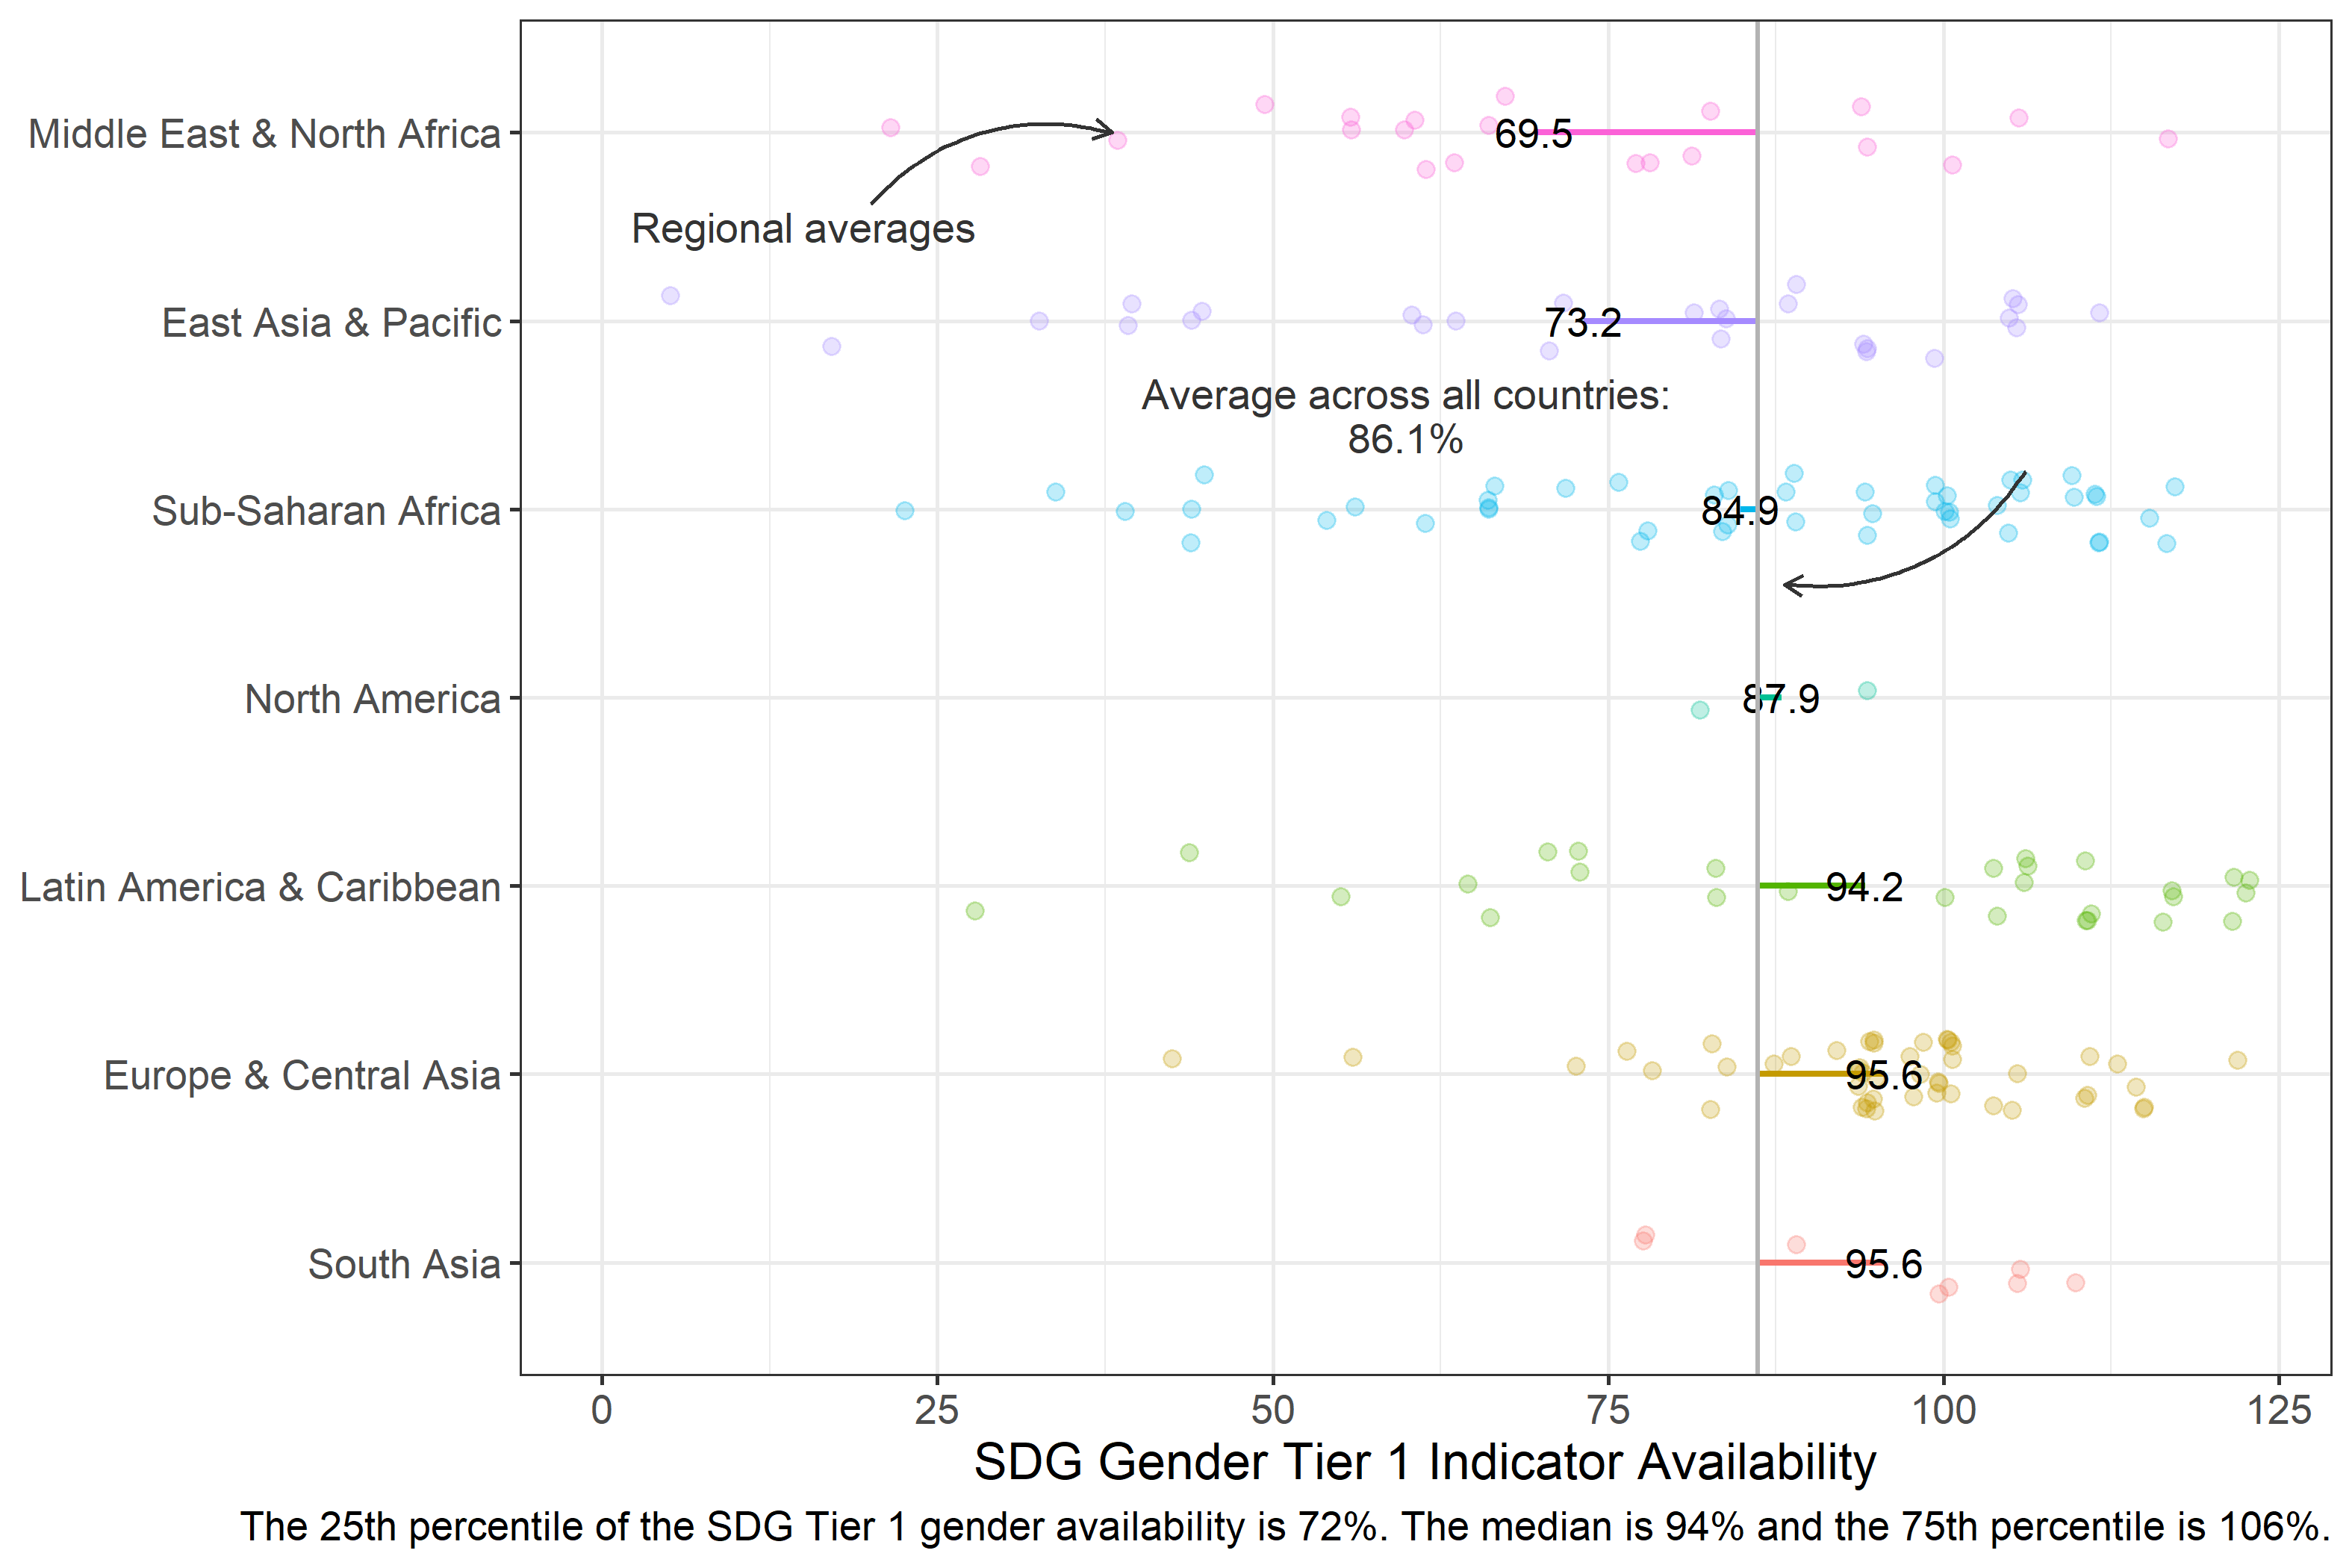 Middle East & North Africa
69.5
Regional averages
East Asia & Pacific
73.2
Average across all countries:
86.1%
Sub-Saharan Africa
84.9
North America
87.9
Latin America & Caribbean
94.2
Europe & Central Asia
95.6
South Asia
95.6
0 25 50 75 100 125
SDG Gender Tier 1 Indicator Availability
The 25th percentile of the SDG Tier 1 gender availability is 72%. The median is 94% and the 75th percentile is 106%.